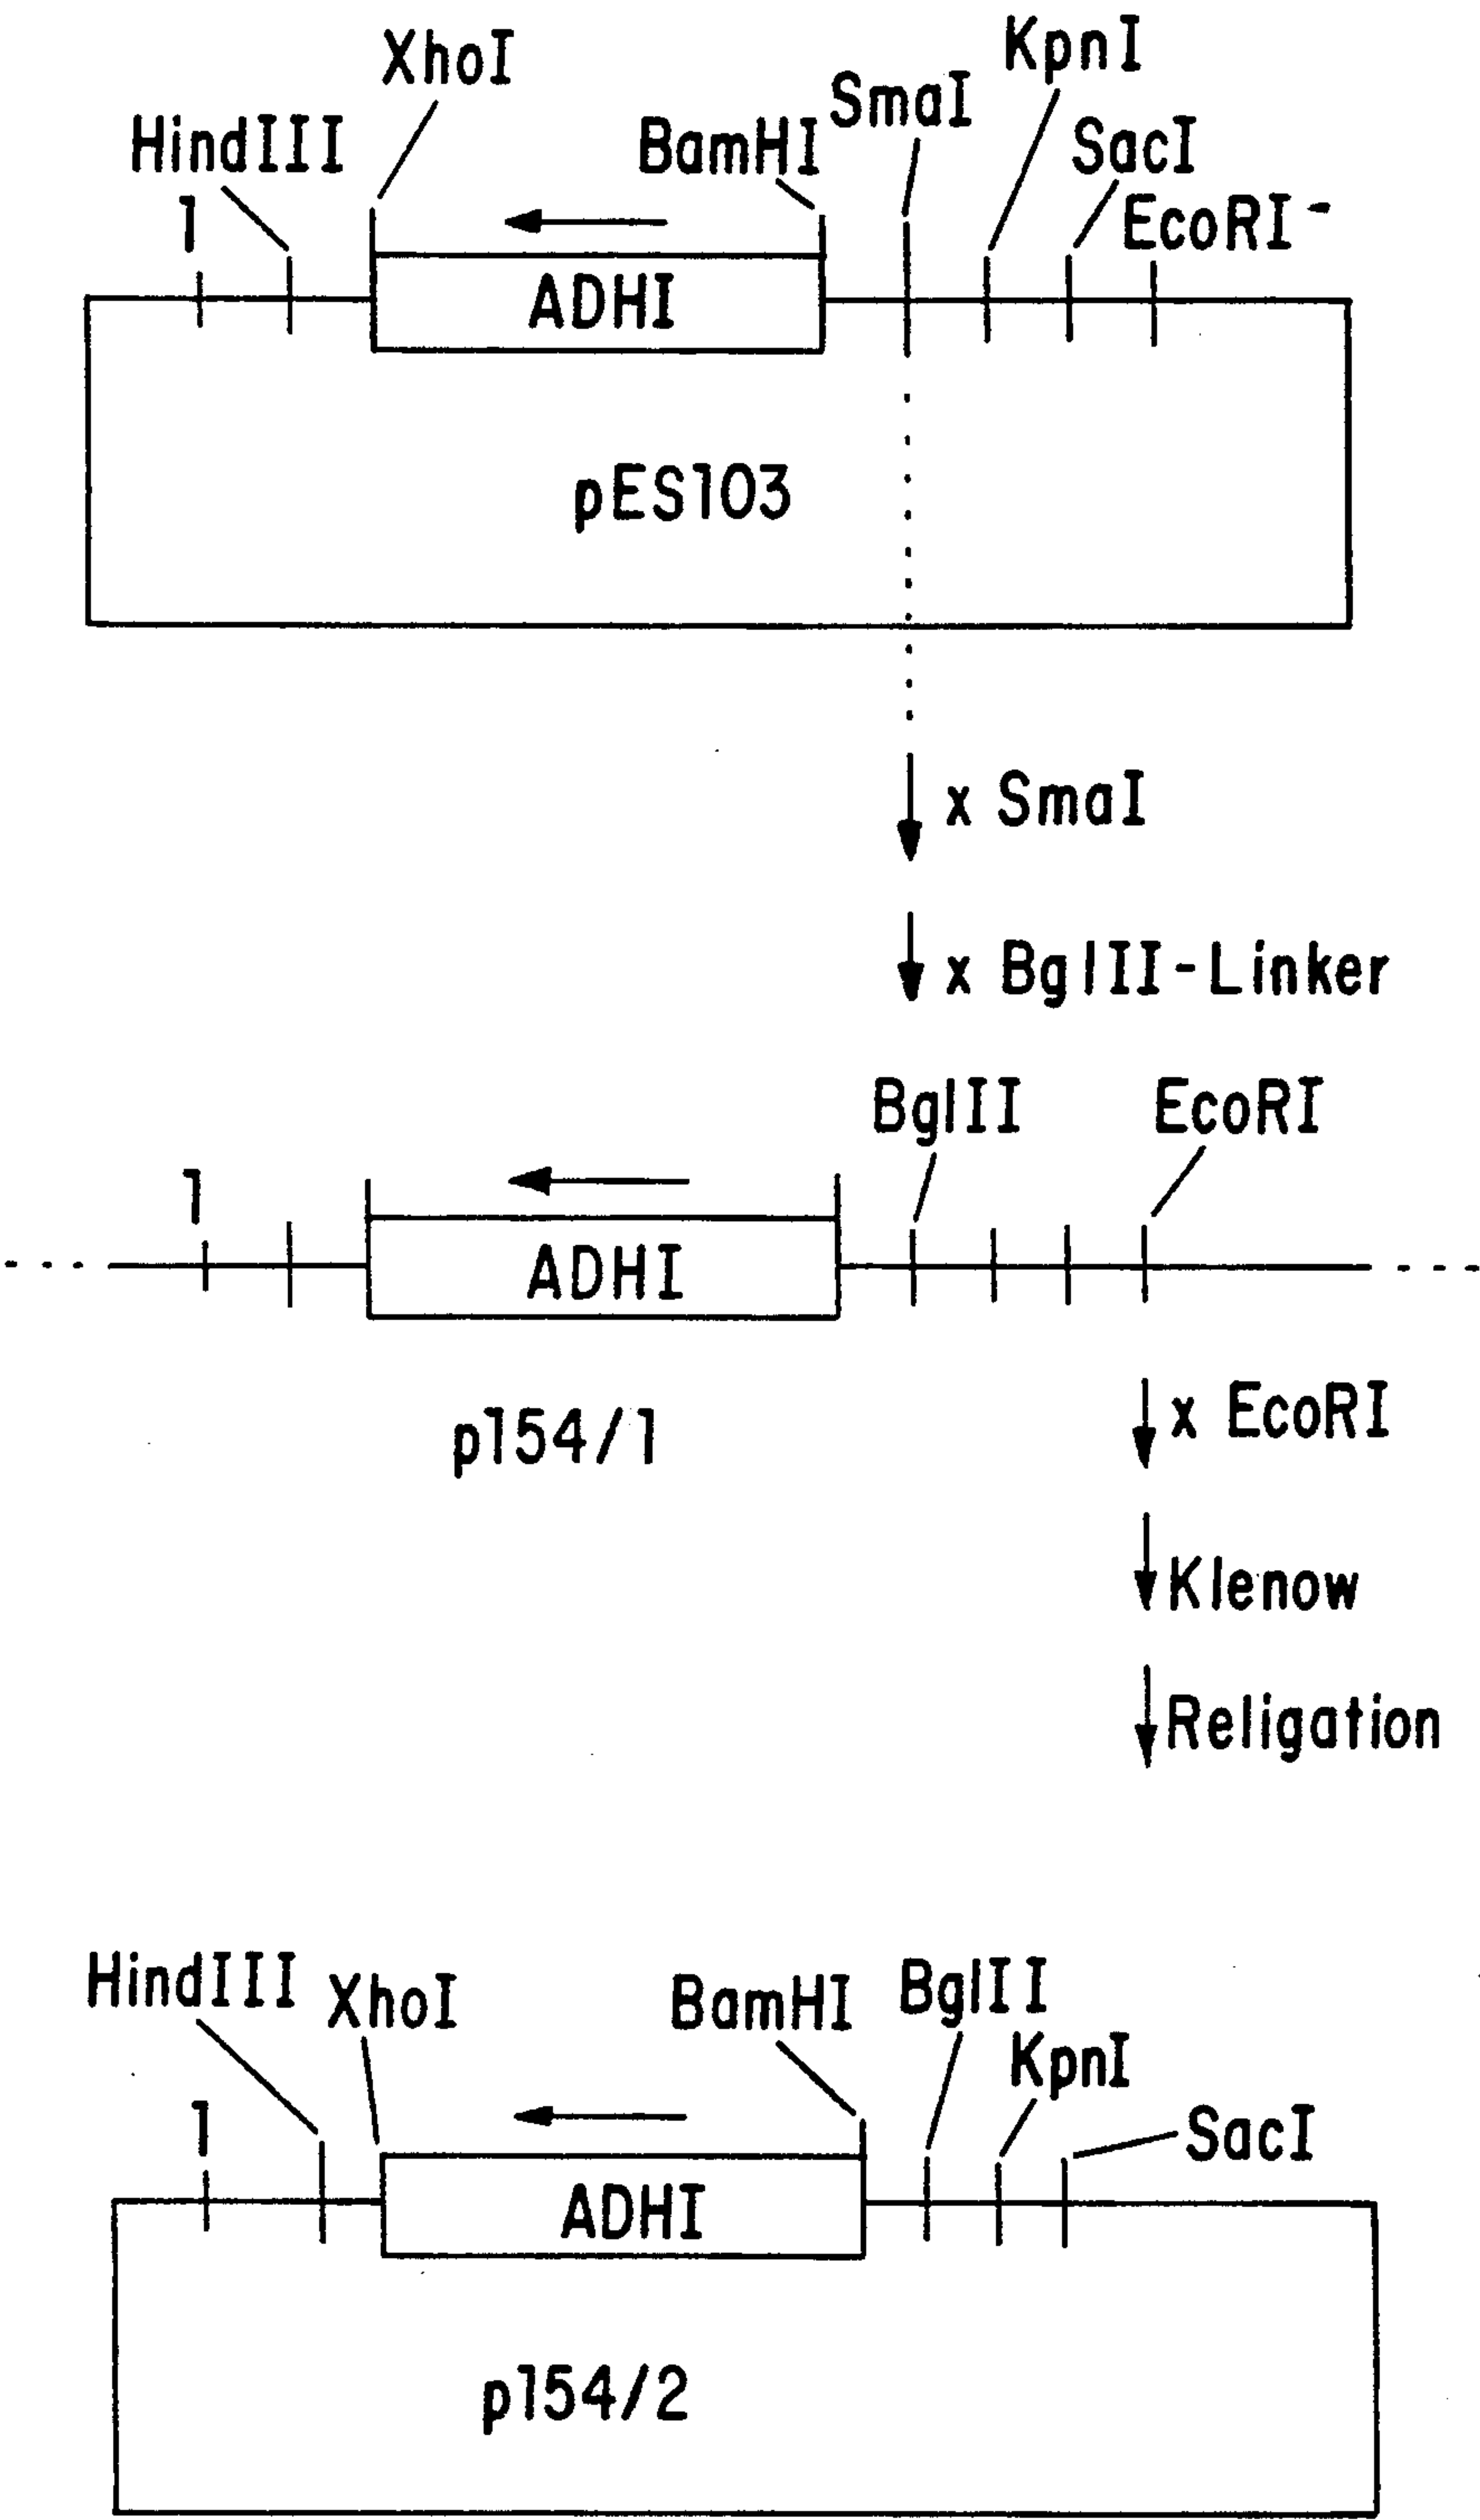 XhoI
KpnI
SmaI
HindIII
BamHI
SacI
1
EcoRI-
ADHI
pES103
x SmaI
x BglII-Linker
BglII
EcoRI
1
ADHI
x EcoRI
p154/1
Klenow
Religation
HindIII
XhoI
BamHI
BglII
KpnI
1
SacI
ADHI
p154/2